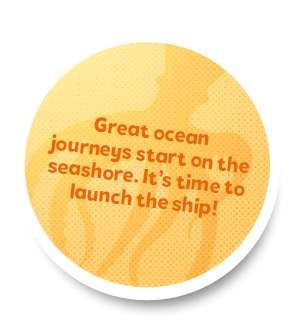 Great ocean
journeys start on the
seashore. It's time to
launch the ship!